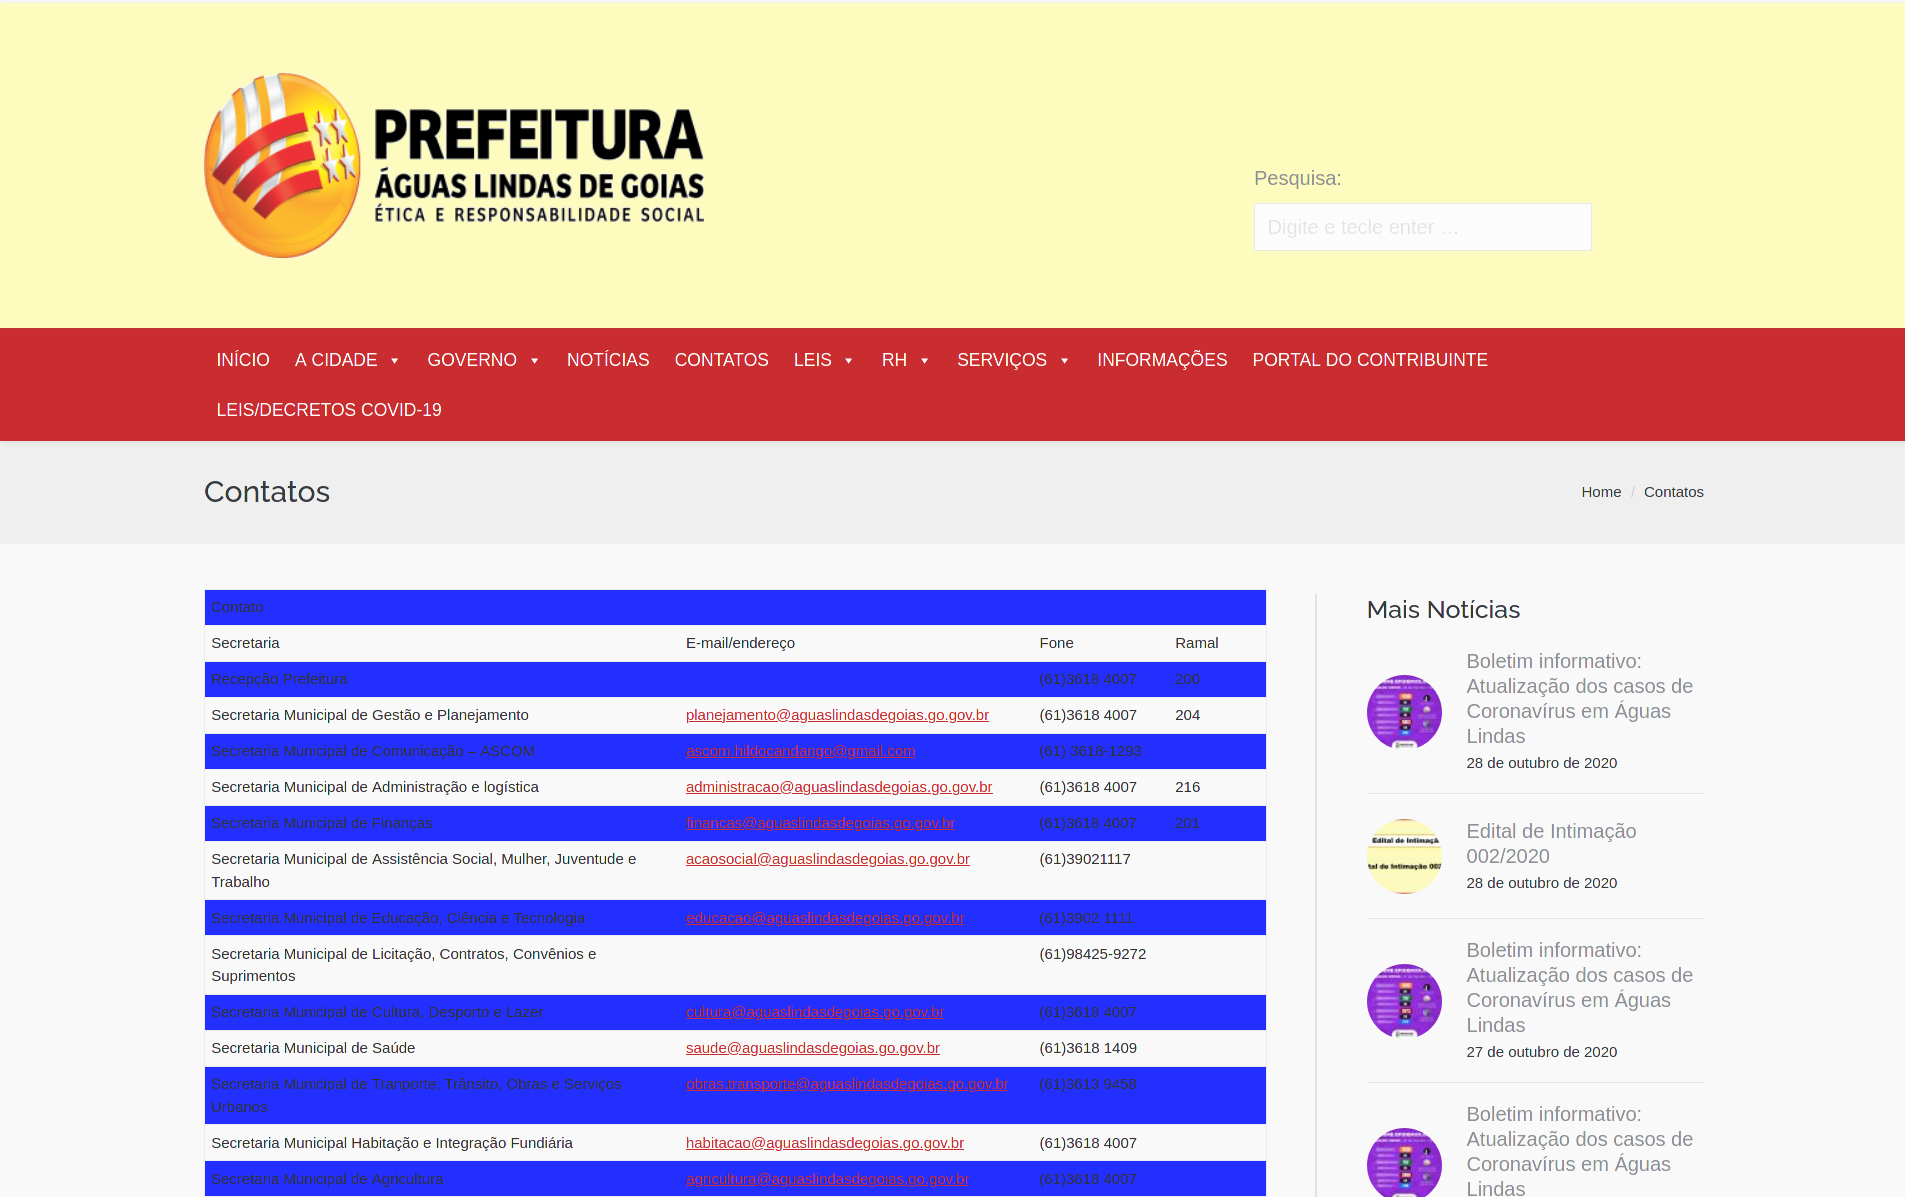 PREFEITURA
ÁGUAS LINDAS DE GOIAS
ÉTICA E RESPONSABILIDADE SOCIAL
Pesquisa:
Digite e tecle enter …
INÍCIO A CIDADE GOVERNO NOTÍCIAS CONTATOS LEIS RH SERVIÇOS INFORMAÇÕES PORTAL DO CONTRIBUINTE
LEIS/DECRETOS COVID-19
Contatos
Home / Contatos
Contato
Secretaria E-mail/endereço Fone Ramal
Recepção Prefeitura (61)3618 4007 200
Secretaria Municipal de Gestão e Planejamento planejamento@aguaslindasdegoias.go.gov.br (61)3618 4007 204
Secretaria Municipal de Comunicação – ASCOM ascom.hildocandango@gmail.com (61) 3618-1293
Secretaria Municipal de Administração e logística administracao@aguaslindasdegoias.go.gov.br (61)3618 4007 216
Secretaria Municipal de Finanças financas@aguaslindasdegoias.go.gov.br (61)3618 4007 201
Secretaria Municipal de Assistência Social, Mulher, Juventude e acaosocial@aguaslindasdegoias.go.gov.br (61)39021117
Trabalho
Secretaria Municipal de Educação, Ciência e Tecnologia educacao@aguaslindasdegoias.go.gov.br (61)3902 1111
Secretaria Municipal de Licitação, Contratos, Convênios e (61)98425-9272
Suprimentos
Secretaria Municipal de Cultura, Desporto e Lazer cultura@aguaslindasdegoias.go.gov.br (61)3618 4007
Secretaria Municipal de Saúde saude@aguaslindasdegoias.go.gov.br (61)3618 1409
Secretaria Municipal de Tranporte, Trânsito, Obras e Serviços obras.transporte@aguaslindasdegoias.go.gov.br (61)3613 9458
Urbanos
Secretaria Municipal Habitação e Integração Fundiária habitacao@aguaslindasdegoias.go.gov.br (61)3618 4007
Secretaria Municipal de Agricultura agricultura@aguaslindasdegoias.go.gov.br (61)3618 4007
Mais Notícias
Boletim informativo:
Atualização dos casos de
Coronavírus em Águas
Lindas
28 de outubro de 2020
Edital de Intimaçã
tal de Intimação 002
Edital de Intimação
002/2020
28 de outubro de 2020
Boletim informativo:
Atualização dos casos de
Coronavírus em Águas
Lindas
27 de outubro de 2020
Boletim informativo:
Atualização dos casos de
Coronavírus em Águas
Lindas